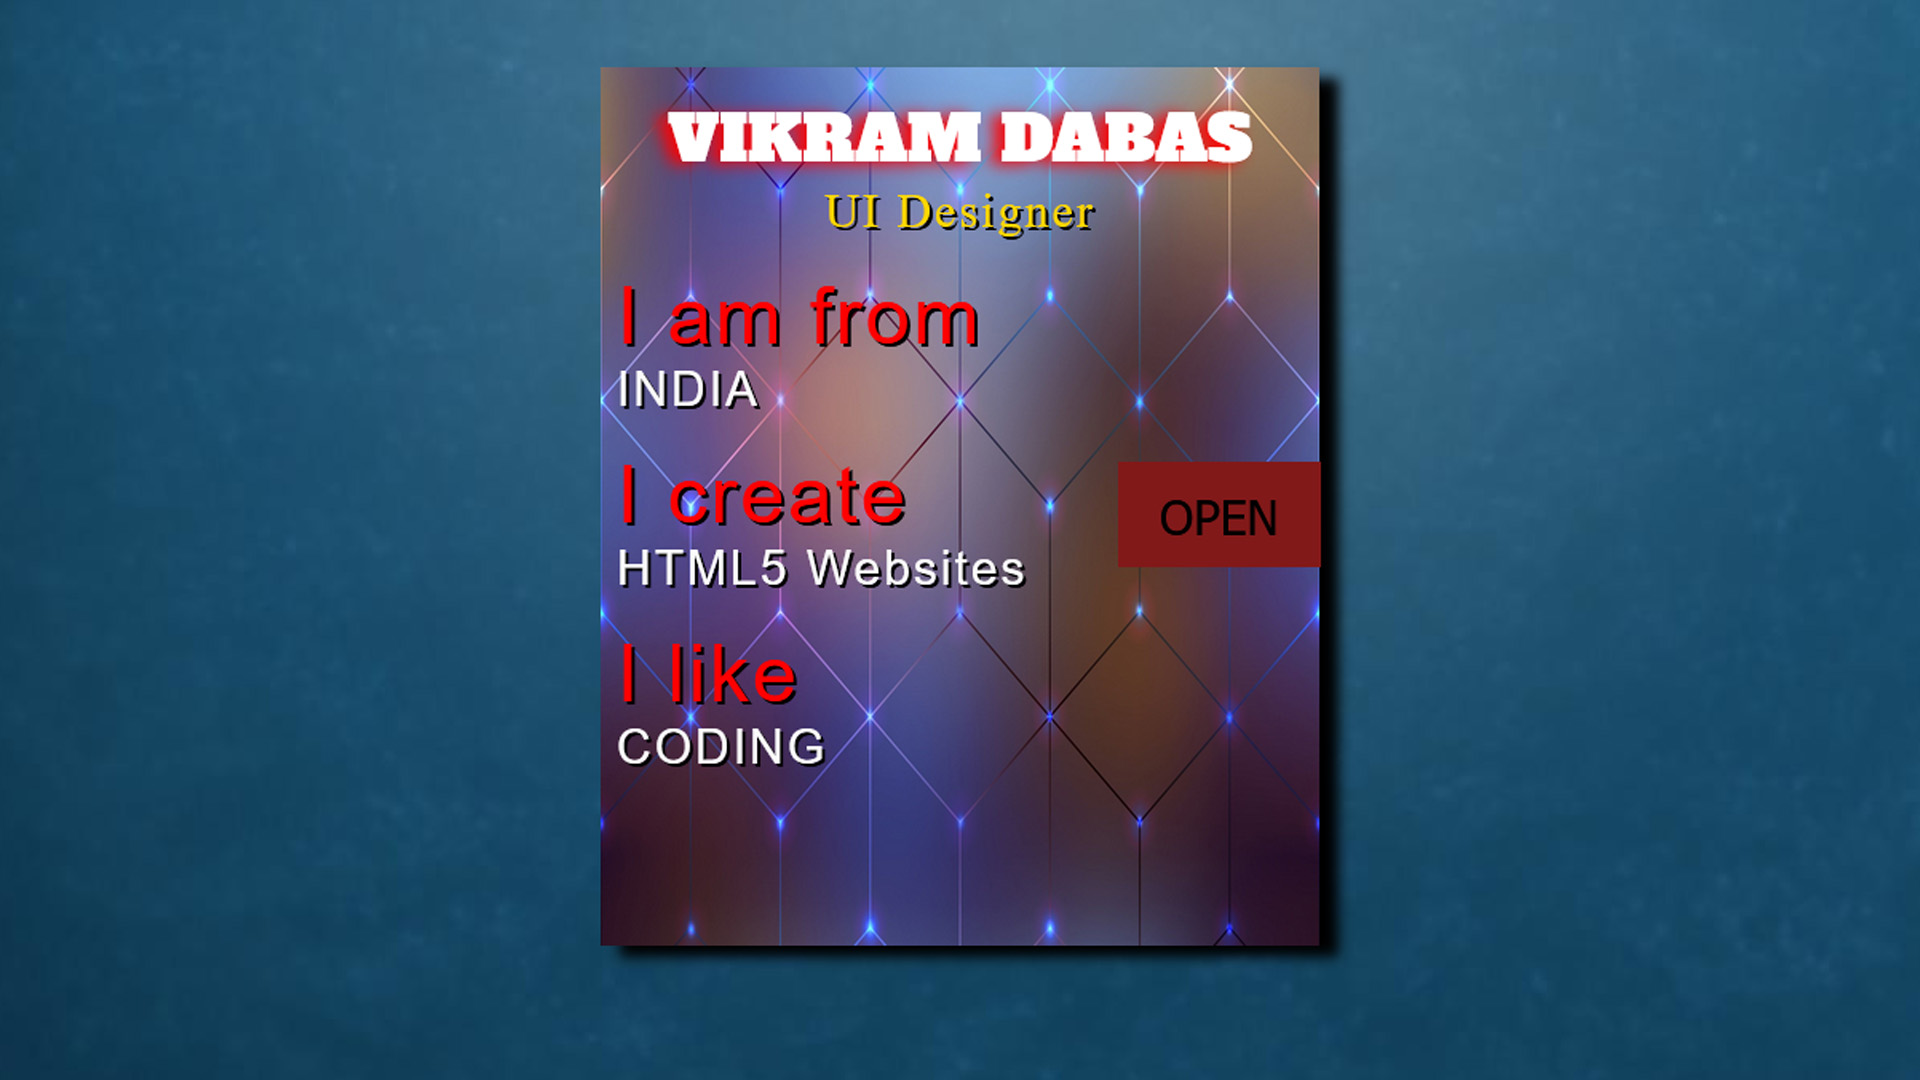 VIKRAM DABAS
UI Designer
I am from
INDIA
I create
HTML5 Websites
OPEN
I like
CODING